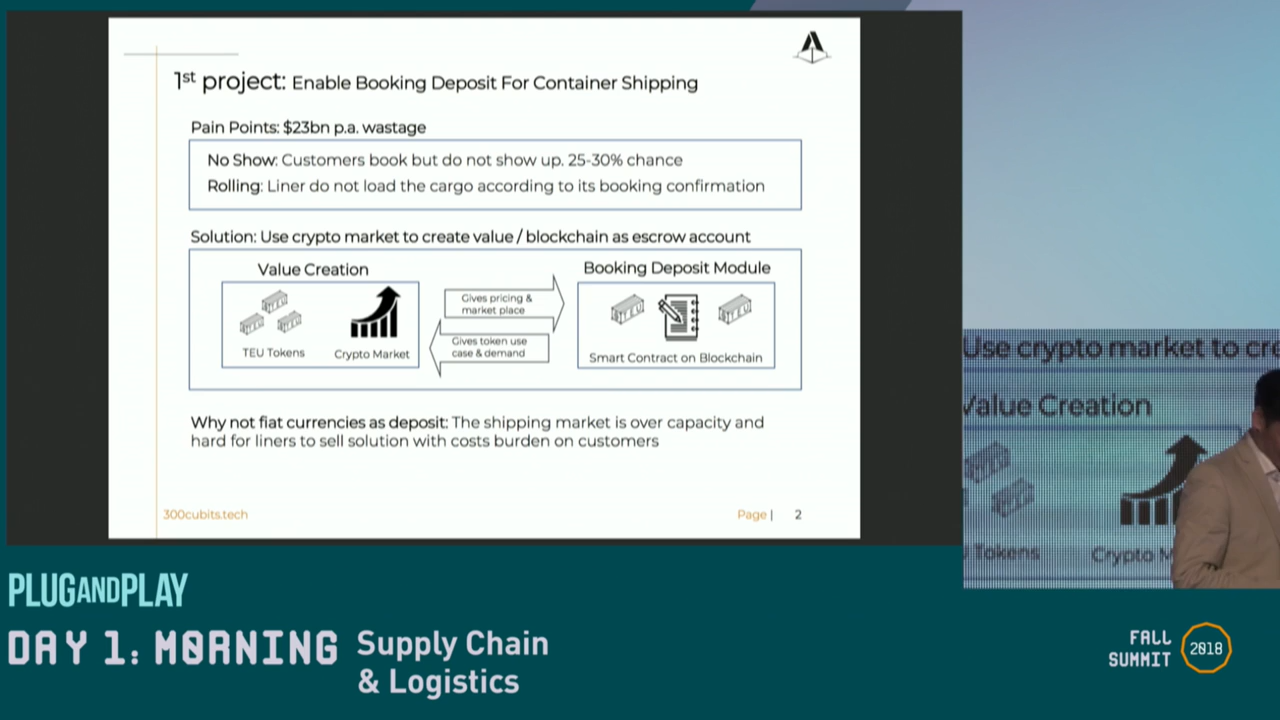 1st project: Enable Booking Deposit For Container Shipping
Pain Points: $23bn p.a. wastage
No Show: Customers book but do not show up. 25-30% chance
Rolling: Liner do not load the cargo according to its booking confirmation
Solution: Use crypto market to create value / blockchain as escrow account
Value Creation
TEU Tokens
Crypto Market
Gives pricing &
market place
Gives token use
case & demand
Booking Deposit Module
Smart Contract on Blockchain
Why not fiat currencies as deposit: The shipping market is over capacity and
hard for liners to sell solution with costs burden on customers
300cubits.tech
Page | 2
Use crypto market to cre
Value Creation
Tokens
Crypto M
PLUGANDPLAY
DAY 1: MORNING
Supply Chain
& Logistics
FALL
SUMMIT
2018